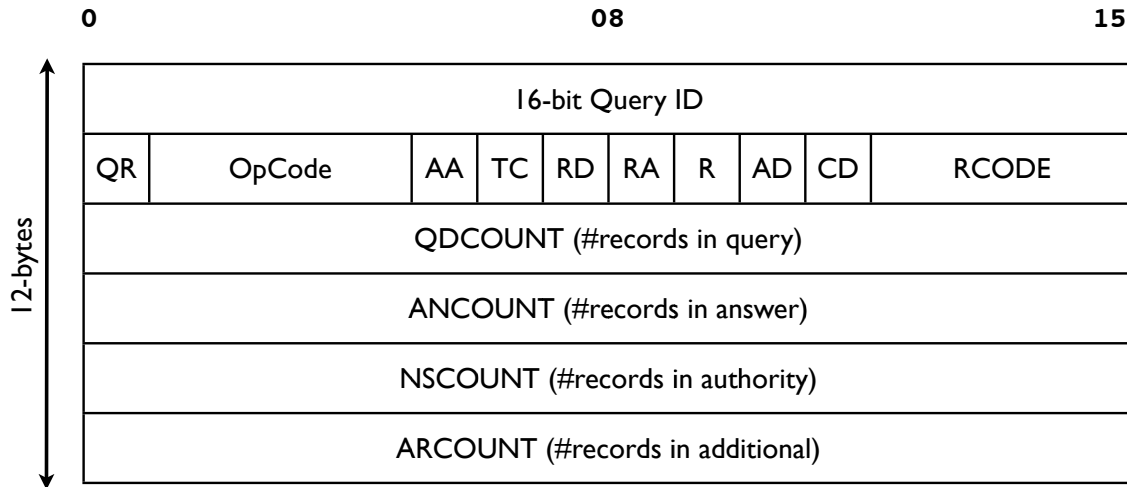 0 08 15
16-bit Query ID
QR OpCode AA TC RD RA R AD CD RCODE
QDCOUNT (#records in query)
12-bytes
ANCOUNT (#records in answer)
NSCOUNT (#records in authority)
ARCOUNT (#records in additional)